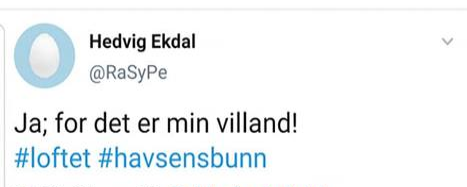 Hedvig Ekdal
@RaSyPe
Ja; for det er min villand!
#loftet #havsensbunn